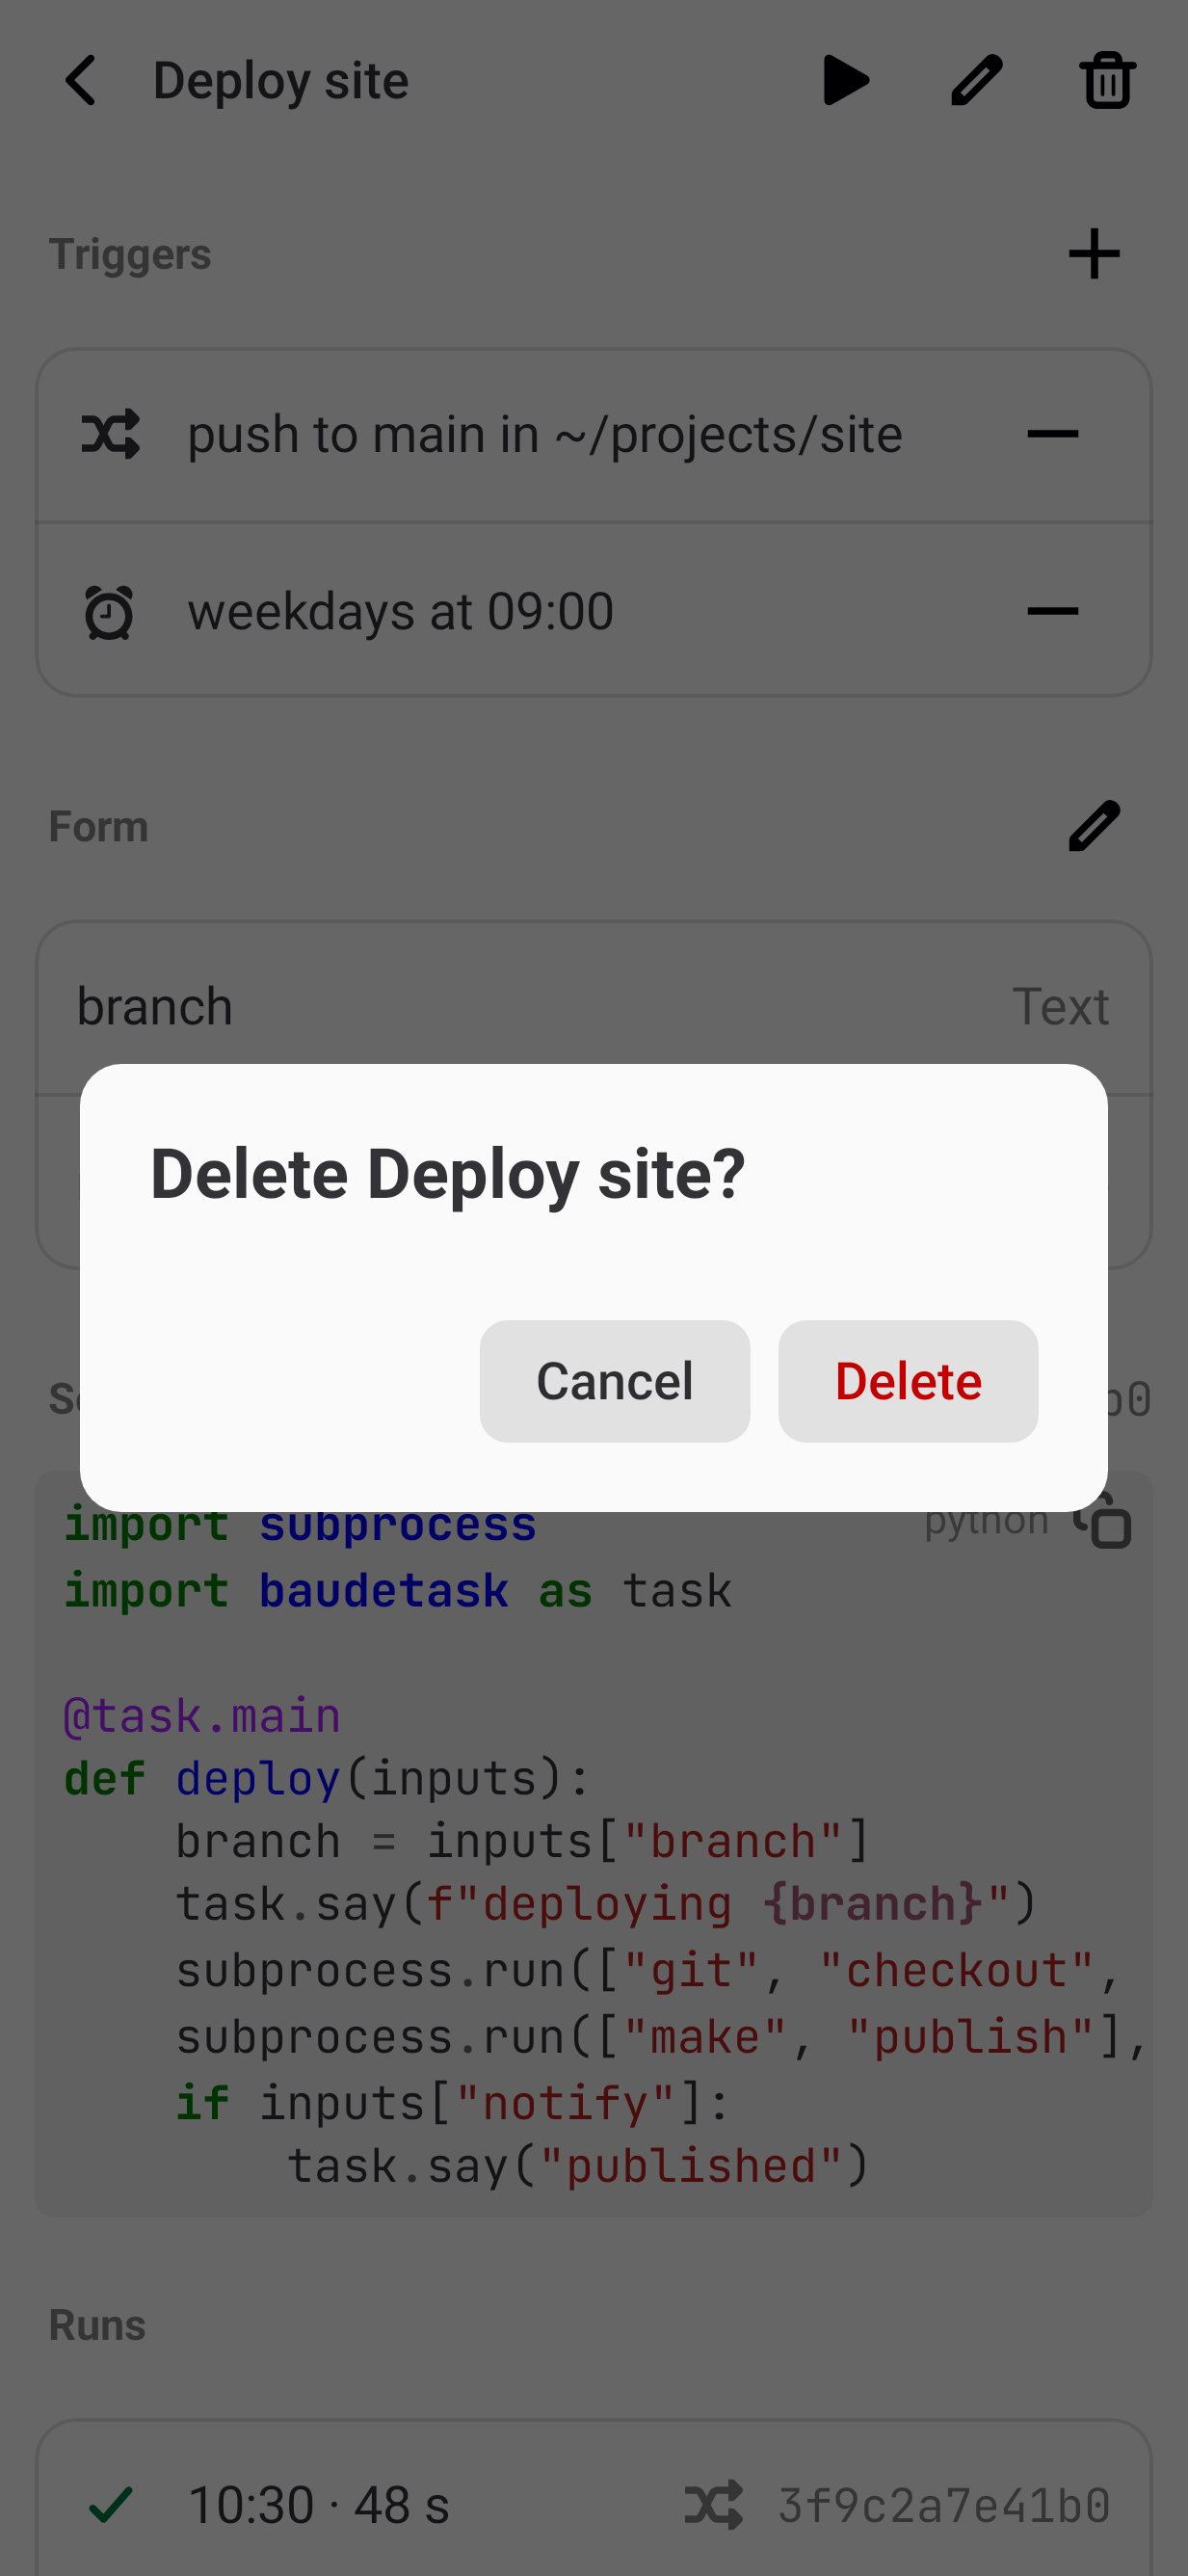 Deploy site
Triggers
push to main in ~/projects/site
weekdays at 09:00
Form
branch Text
Delete Deploy site?
Cancel Delete
import subprocess python
import baudetask as task
@task.main
def deploy(inputs):
branch = inputs["branch"]
task.say(f"deploying {branch}")
subprocess.run(["git", "checkout",
subprocess.run(["make", "publish"],
if inputs["notify"]:
task.say("published")
Runs
10:30 · 48 s 3f9c2a7e41b0